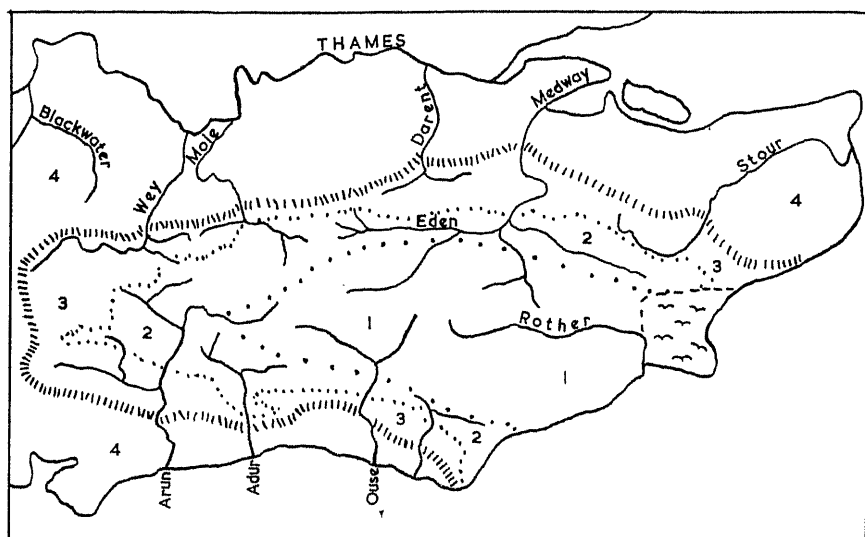 THAMES
Medway
Blackwater
Mole
Darent
Stour
4
Wey
4
Eden
2
3
3
2
1
Rother
1
3
2
4
Arun
Adur
Ouse